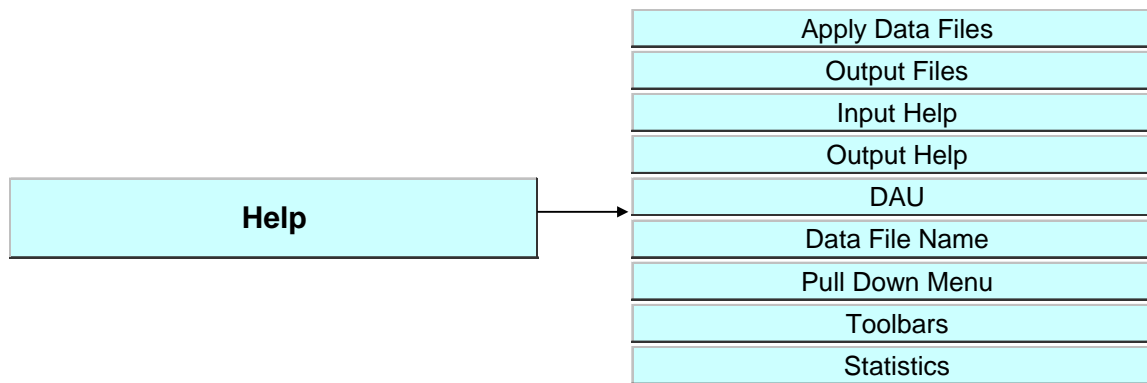 Help
Apply Data Files
Output Files
Input Help
Output Help
DAU
Data File Name
Pull Down Menu
Toolbars
Statistics